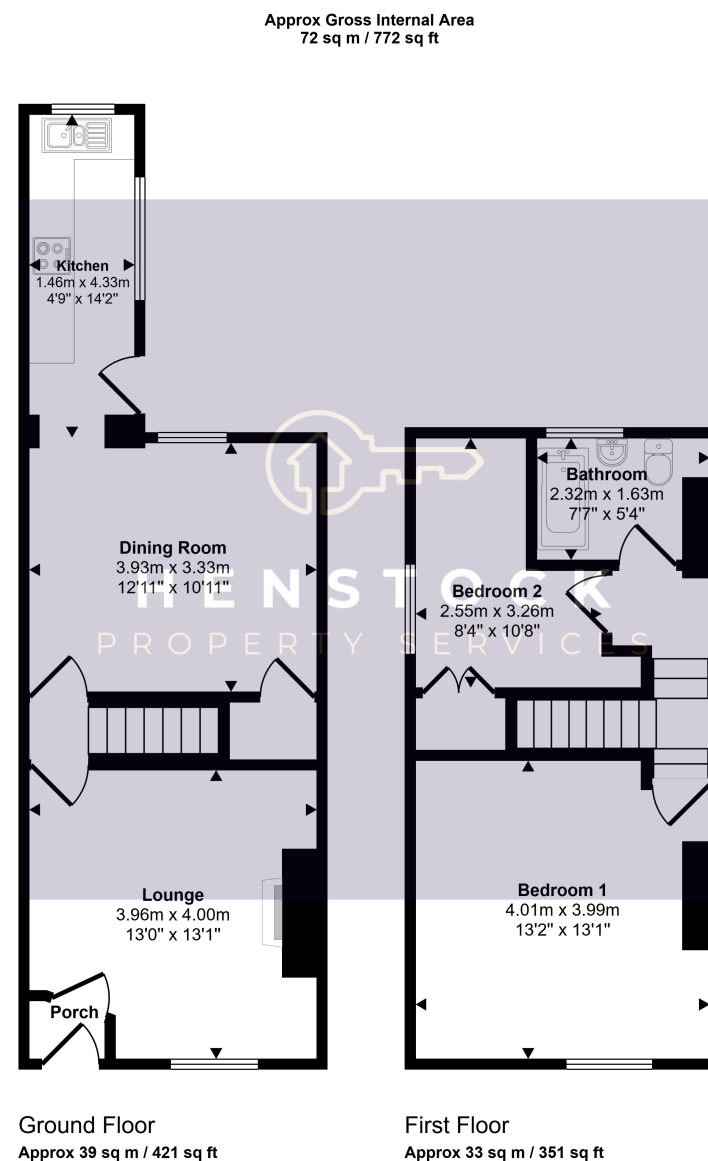 Approx Gross Internal Area
72 sq m / 772 sq ft
Kitchen
1.46m x 4.33m
4'9" x 14'2"
Dining Room
3.93m x 3.33m
12'11" x 10'11"
Bathroom
2.32m x 1.63m
7'7" x 5'4"
Bedroom 2
2.55m x 3.26m
8'4" x 10'8"
HENSTOCK
PROPERTY SERVICES
Lounge
3.96m x 4.00m
13'0" x 13'1"
Bedroom 1
4.01m x 3.99m
13'2" x 13'1"
Porch
Ground Floor
Approx 39 sq m / 421 sq ft
First Floor
Approx 33 sq m / 351 sq ft